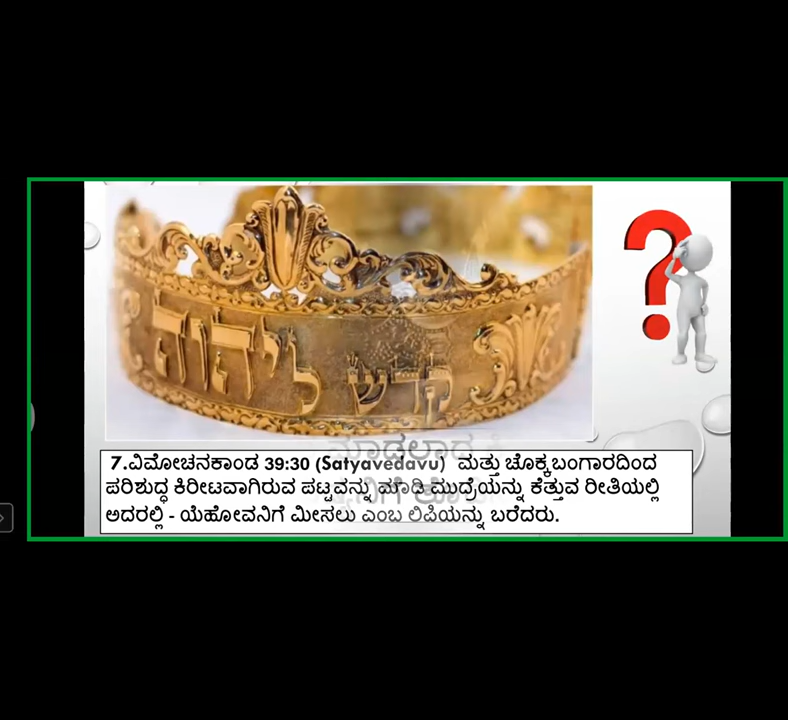 קדש ליהוה
7.ವಿಮೋಚನಕಾಂಡ 39:30 (Satyavedavu) ಮತ್ತು ಚೊಕ್ಕಬಂಗಾರದಿಂದ
ಪರಿಶುದ್ಧ ಕಿರೀಟವಾಗಿರುವ ಪಟ್ಟವನ್ನು ಮಾಡಿ ಮುದ್ರೆಯನ್ನು ಕೆತ್ತುವ ರೀತಿಯಲ್ಲಿ
ಅದರಲ್ಲಿ - ಯೆಹೋವನಿಗೆ ಮೀಸಲು ಎಂಬ ಲಿಪಿಯನ್ನು ಬರೆದರು.